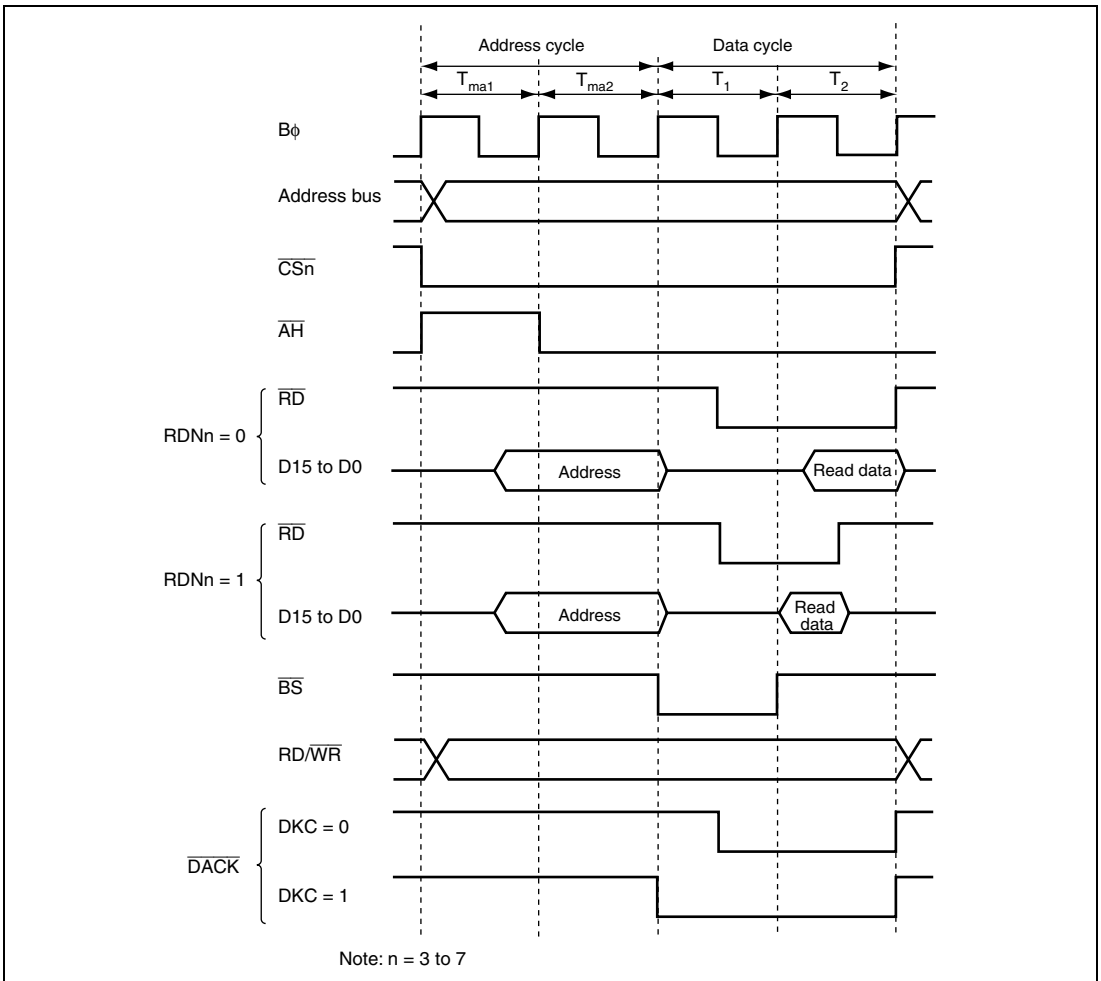 Address cycle Data cycle
Tma1 Tma2 T1 T2
Bφ
Address bus
CSn
AH
RD
RDNn = 0
D15 to D0 Address Read data
RD
RDNn = 1
D15 to D0 Address Read data
BS
RD/WR
DKC = 0
DACK
DKC = 1
Note: n = 3 to 7